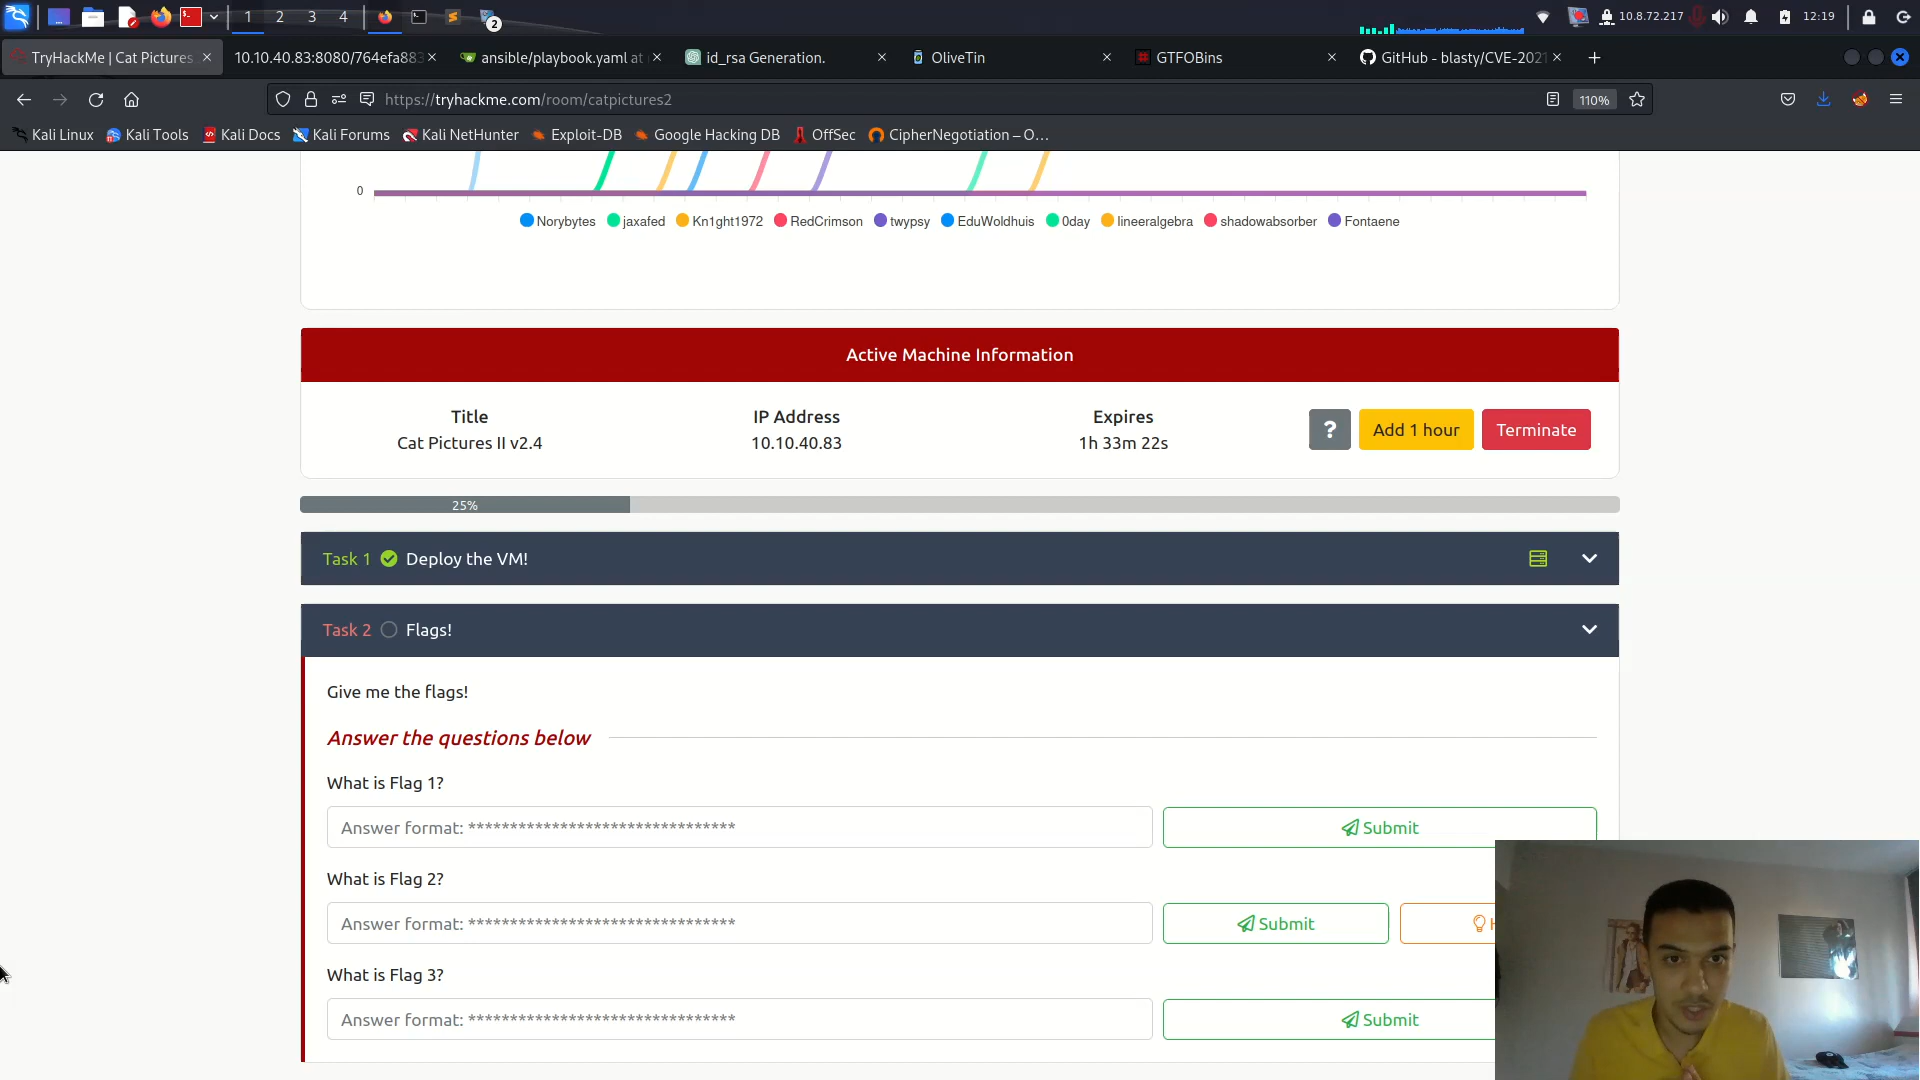 1 2 3 4 2 10.8.72.217 12:19
TryHackMe | Cat Pictures 10.10.40.83:8080/764efa883 ansible/playbook.yaml at id_rsa Generation. OliveTin GTFOBins GitHub - blasty/CVE-2021
https://tryhackme.com/room/catpictures2 110%
Kali Linux Kali Tools Kali Docs Kali Forums Kali NetHunter Exploit-DB Google Hacking DB OffSec CipherNegotiation – O…
0
Norybytes jaxafed Kn1ght1972 RedCrimson twypsy EduWoldhuis 0day lineeralgebra shadowabsorber Fontaene
Active Machine Information
Title IP Address Expires
Cat Pictures II v2.4 10.10.40.83 1h 33m 22s ? Add 1 hour Terminate
25%
Task 1 Deploy the VM!
Task 2 Flags!
Give me the flags!
Answer the questions below
What is Flag 1?
Answer format: ******************************** Submit
What is Flag 2?
Answer format: ******************************** Submit
What is Flag 3?
Answer format: ******************************** Submit